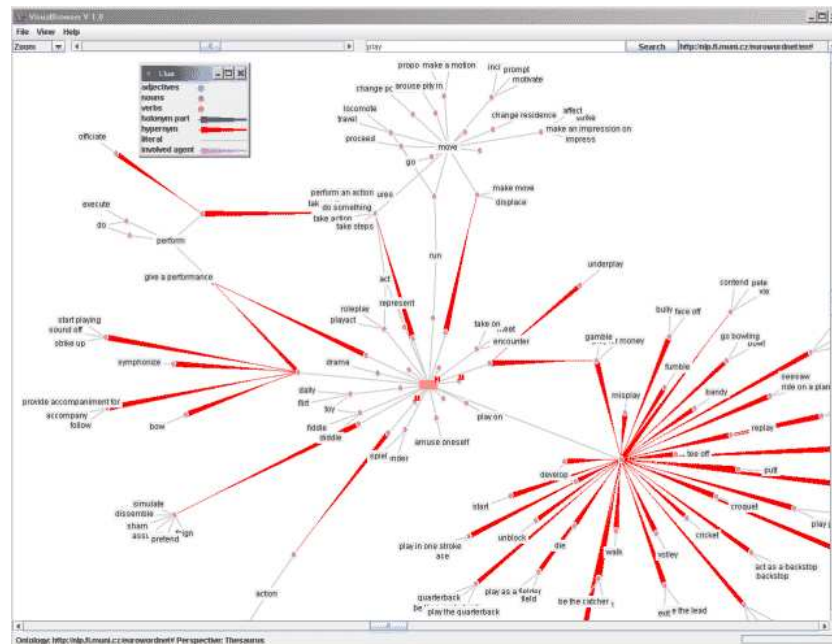 VisualBrowser V 1.0
File View Help
Zoom
play
Search
http://nlp.fi.muni.cz/eurowordnet#
adjectives
nouns
verbs
holonym part
hypernym
literal
involved agent
make a motion
prompt
motivate
locomote
travel
proceed
change residence
affect
make an impression on
impress
move
go
officiate
execute
do
perform
perform an action
do something
take action
take steps
make move
displace
give a performance
run
act
represent
underplay
start playing
sound off
strike up
symphonize
roleplay
playact
take on
encounter
drama
provide accompaniment for
accompany
follow
bow
dally
flirt
toy
fiddle
diddle
play on
amuse oneself
gamble
bully
face off
contend
vie
go bowling
fumble
seesaw
handy
misplay
replay
tee off
putt
develop
start
croquet
simulate
dissemble
sham
pretend
unblock
cricket
play in one stroke
ace
die
walk
volley
act as a backstop
backstop
action
quarterback
play the quarterback
field
be the catcher
exit
the lead
Ontology: http://nlp.fi.muni.cz/eurowordnet# Perspective: Thesaurus